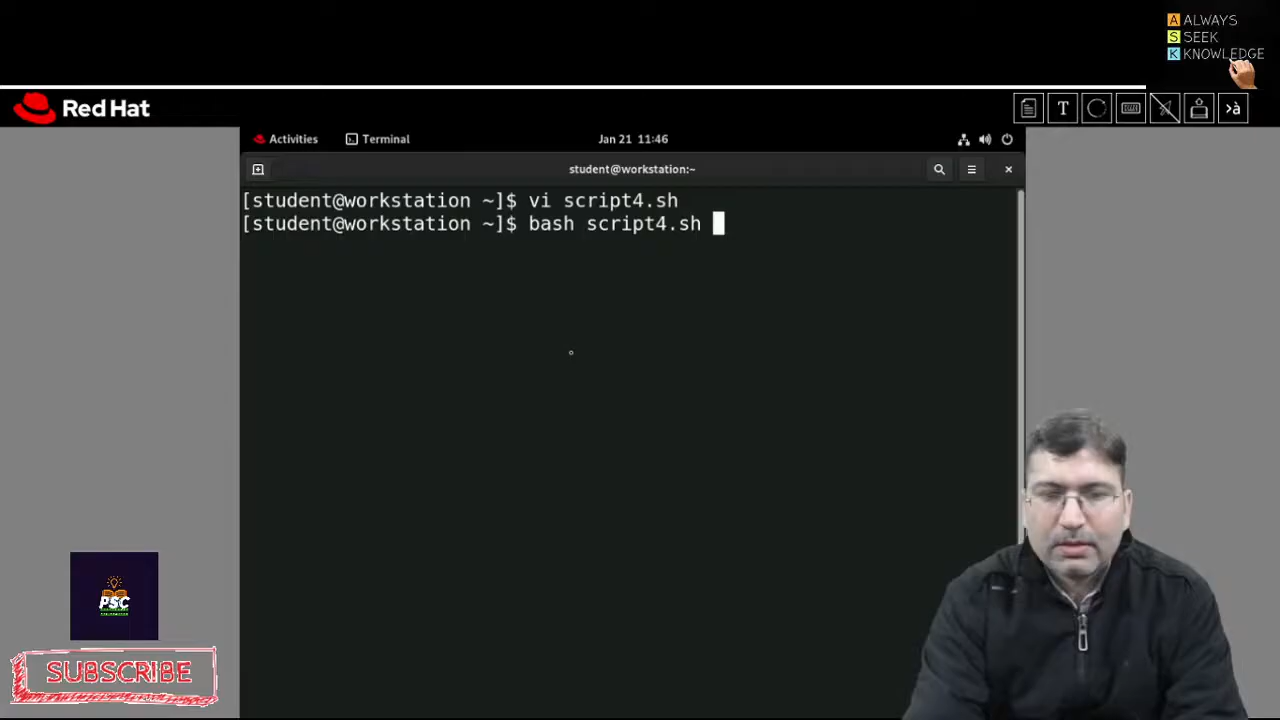 A ALWAYS
S SEEK
K KNOWLEDGE
Red Hat
T
>à
Activities
Terminal
Jan 21 11:46
student@workstation:~
[student@workstation ~]$ vi script4.sh
[student@workstation ~]$ bash script4.sh
PSC
SUBSCRIBE